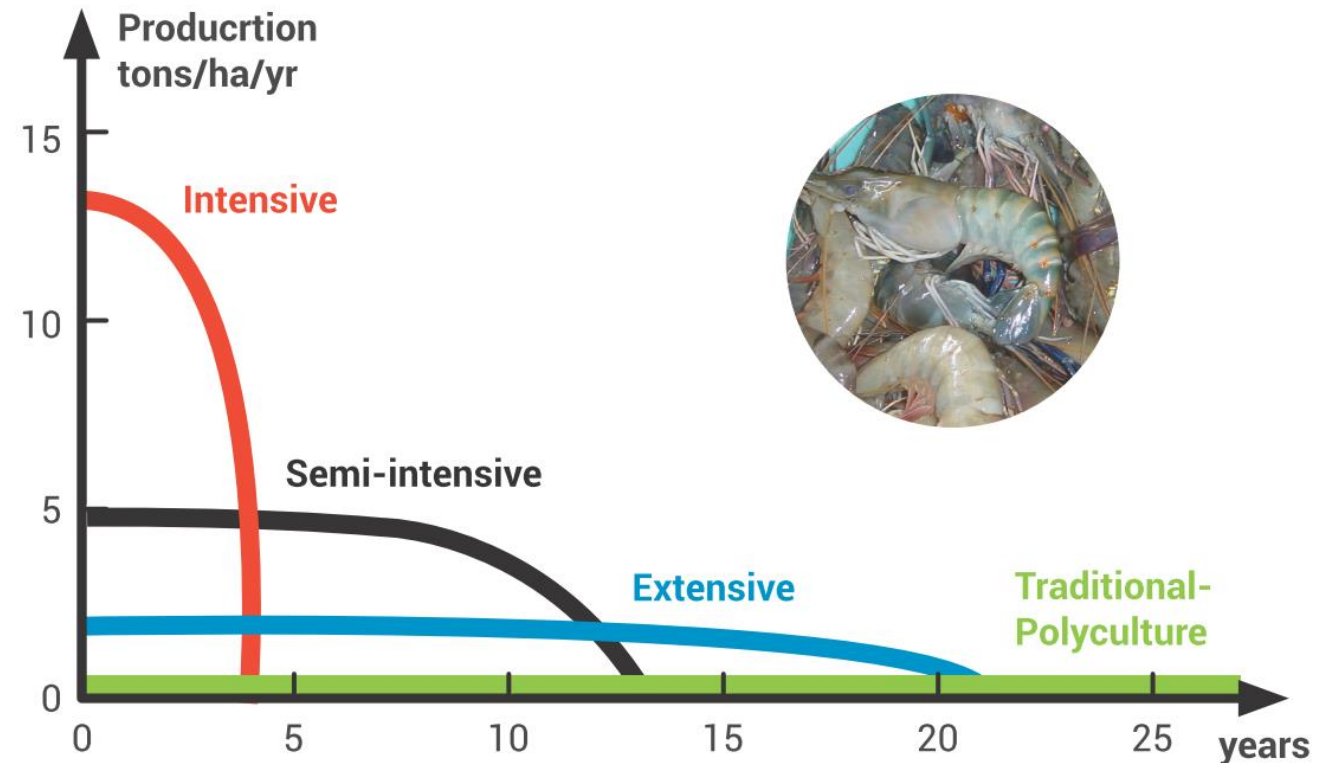 Producrtion
tons/ha/yr
15
Intensive
10
Semi-intensive
5
Extensive
Traditional-
Polyculture
0
0 5 10 15 20 25 years